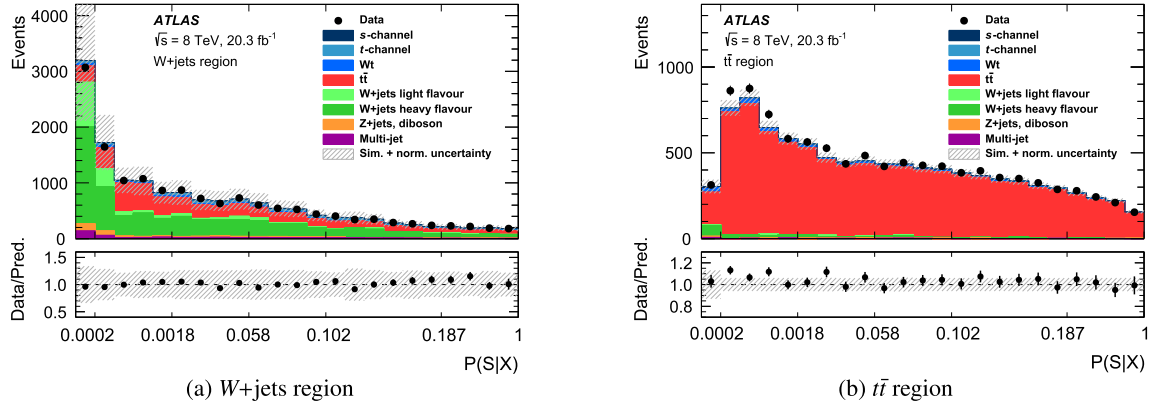 ATLAS
√s = 8 TeV, 20.3 fb⁻¹
W+jets region
Data
s-channel
t-channel
Wt
tt̄
W+jets light flavour
W+jets heavy flavour
Z+jets, diboson
Multi-jet
Sim. + norm. uncertainty
Events
4000
3000
2000
1000
0
Data/Pred.
1.5
1.0
0.5
0.0002 0.0018 0.058 0.102 0.187 1
P(S|X)
(a) W+jets region
ATLAS
√s = 8 TeV, 20.3 fb⁻¹
tt̄ region
Data
s-channel
t-channel
Wt
tt̄
W+jets light flavour
W+jets heavy flavour
Z+jets, diboson
Multi-jet
Sim. + norm. uncertainty
Events
1000
500
0
Data/Pred.
1.2
1.0
0.8
0.0002 0.0018 0.058 0.102 0.187 1
P(S|X)
(b) tt̄ region